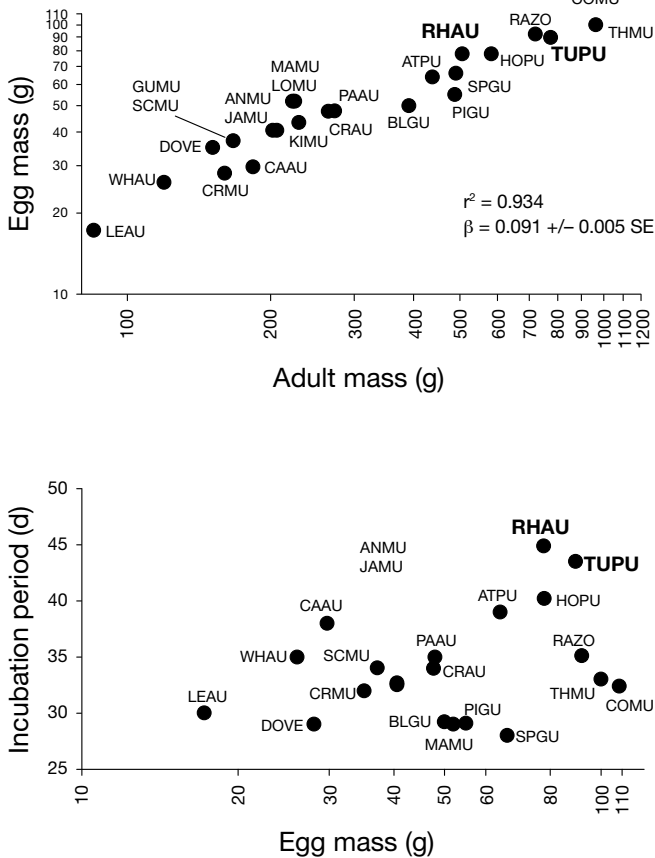 COMU
110
100
90
80
70
60
50
40
30
20
10
Egg mass (g)
RHAU
RAZO
THMU
TUPU
ATPU
HOPU
SPGU
PIGU
BLGU
MAMU
LOMU
PAAU
GUMU
SCMU
ANMU
JAMU
KIMU
CRAU
DOVE
CAAU
WHAU
CRMU
LEAU
r² = 0.934
β = 0.091 +/– 0.005 SE
100
200
300
400
500
600
700
800
900
1000
1100
1200
Adult mass (g)
50
45
40
35
30
25
Incubation period (d)
RHAU
TUPU
ANMU
JAMU
ATPU
HOPU
CAAU
WHAU
SCMU
PAAU
CRAU
RAZO
THMU
COMU
CRMU
LEAU
DOVE
BLGU
PIGU
MAMU
SPGU
10
20
30
40
50
60
80
100
110
Egg mass (g)